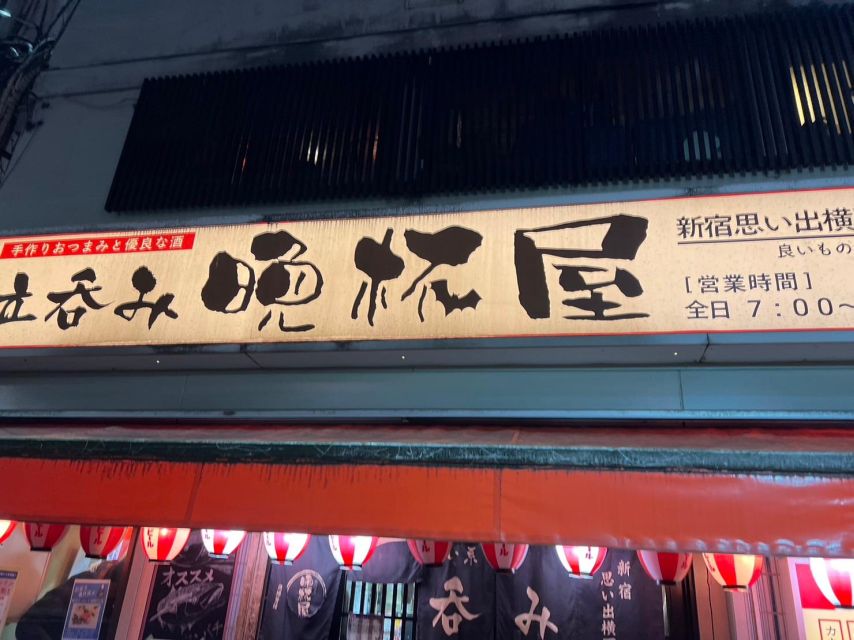 手作りおつまみと優良な酒
立呑み 晩杯屋
新宿思い出横
良いもの
[営業時間]
全日 7:00~
オススメ
晩杯屋
呑み
新宿
思い出横